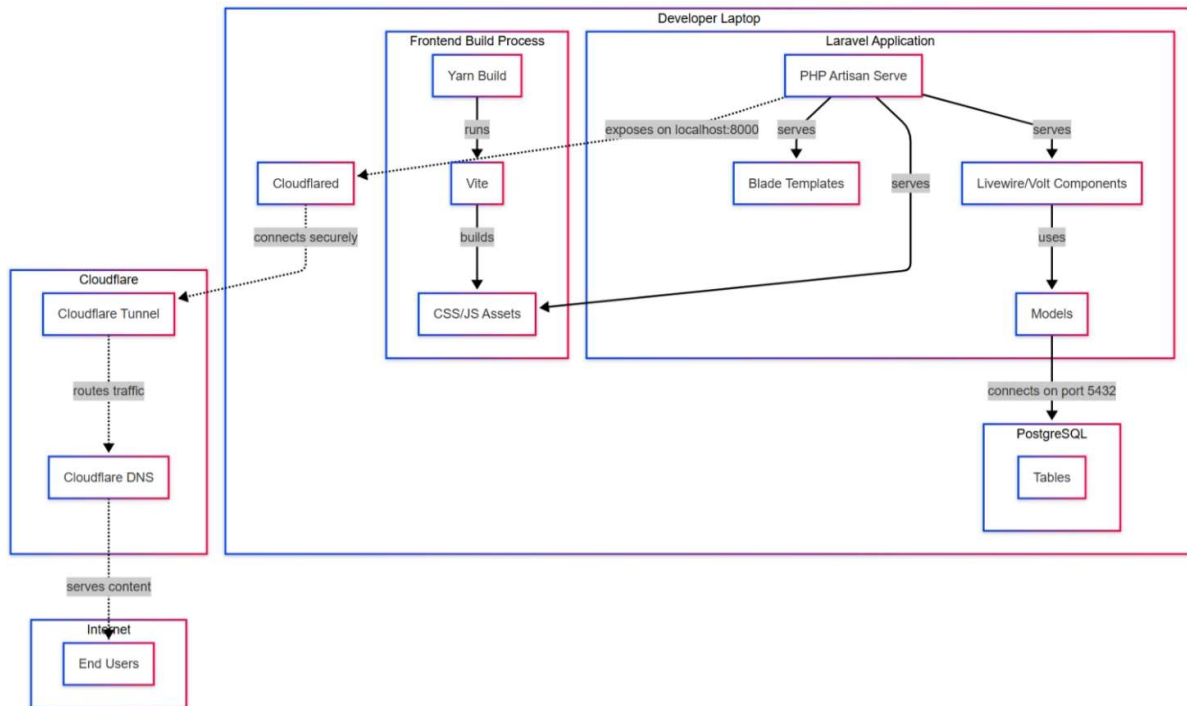 Developer Laptop
Frontend Build Process
Laravel Application
Yarn Build
PHP Artisan Serve
runs
exposes on localhost:8000
serves
serves
Cloudflared
Vite
Blade Templates
serves
Livewire/Volt Components
connects securely
builds
uses
Cloudflare
Cloudflare Tunnel
CSS/JS Assets
Models
routes traffic
connects on port 5432
PostgreSQL
Cloudflare DNS
Tables
serves content
Internet
End Users